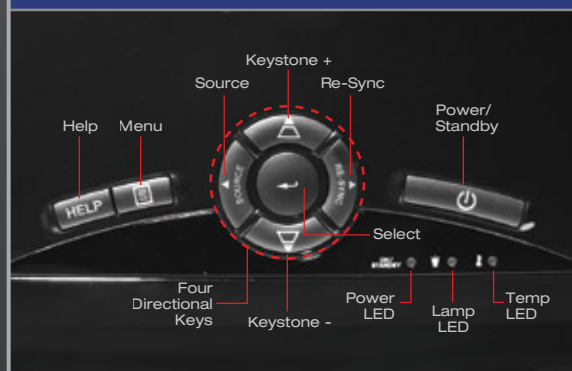 Keystone +
Source
Re-Sync
Help
Menu
Power/
Standby
HELP
SOURCE
RE-SYNC
Select
STANDBY
Four
Directional
Keys
Keystone -
Power
LED
Lamp
LED
Temp
LED